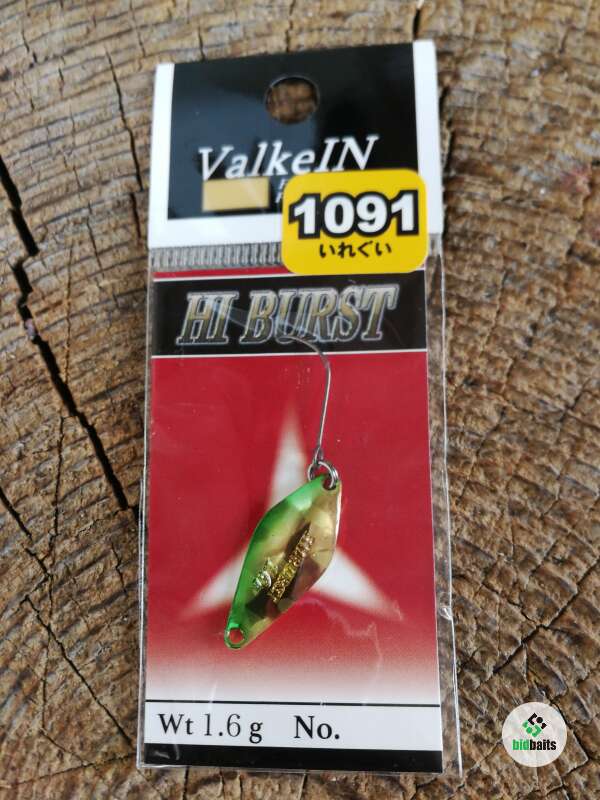 ValkeIN
1091
いれぐい
HI BURST
Wt 1.6 g No.
bidbaits